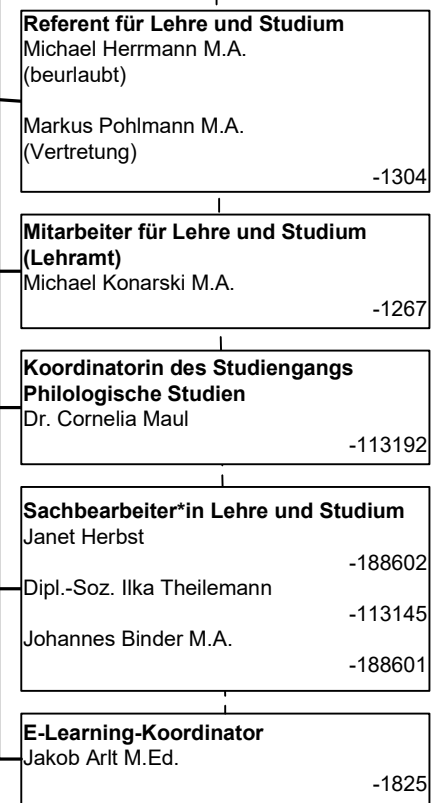 Referent für Lehre und Studium
Michael Herrmann M.A.
(beurlaubt)
Markus Pohlmann M.A.
(Vertretung)
-1304
Mitarbeiter für Lehre und Studium
(Lehramt)
Michael Konarski M.A.
-1267
Koordinatorin des Studiengangs
Philologische Studien
Dr. Cornelia Maul
-113192
Sachbearbeiter*in Lehre und Studium
Janet Herbst
-188602
Dipl.-Soz. Ilka Theilemann
-113145
Johannes Binder M.A.
-188601
E-Learning-Koordinator
Jakob Arlt M.Ed.
-1825